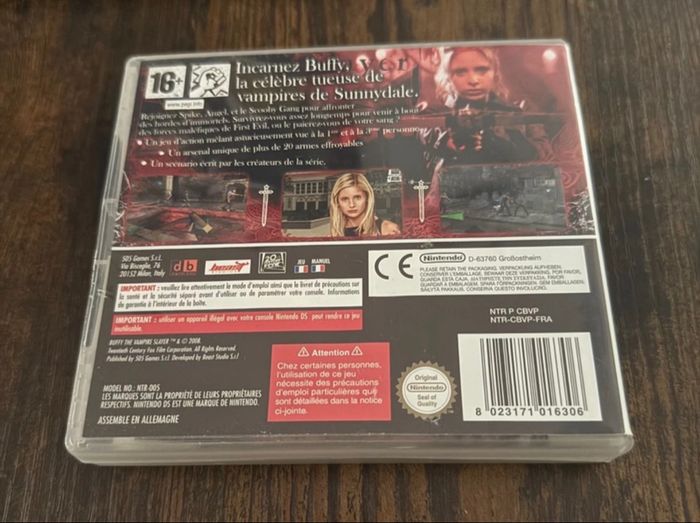 16+
www.pegi.info
Incarnez Buffy,
la célèbre tueuse de
vampires de Sunnydale.
Rejoignez Spike, Angel, et le Scooby Gang pour affronter
des hordes d'immortels. Survivrez-vous assez longtemps pour venir à bout
des forces maléfiques de First Evil, ou le paierez-vous de votre sang ?
• Un jeu d'action mêlant astucieusement vue à la 1ère et à la 3ème personne
• Un arsenal unique de plus de 20 armes effroyables
• Un scénario écrit par les créateurs de la série.
505 Games S.r.l.
Via Bisceglie, 76
20152 Milan, Italy
db
20
FOX
JEU MANUEL
IMPORTANT : veuillez lire attentivement le mode d'emploi ainsi que le livret de précautions sur
la santé et la sécurité séparé avant d'utiliser ou de paramétrer votre console. Informations
de garantie à l'intérieur de la boîte.
IMPORTANT : utiliser un appareil illégal avec votre console Nintendo DS peut rendre ce jeu
inutilisable.
BUFFY THE VAMPIRE SLAYER ™ & © 2008.
Twentieth Century Fox Film Corporation. All Rights Reserved.
Published by 505 Games S.r.l. Developed by Beast Studio S.r.l
MODEL NO.: NTR-005
LES MARQUES SONT LA PROPRIÉTÉ DE LEURS PROPRIÉTAIRES
RESPECTIFS. NINTENDO DS EST UNE MARQUE DE NINTENDO.
ASSEMBLE EN ALLEMAGNE
Attention
Chez certaines personnes,
l'utilisation de ce jeu
nécessite des précautions
d'emploi particulières qui
sont détaillées dans la notice
ci-jointe.
CE
Nintendo D-63760 Großostheim
PLEASE RETAIN THE PACKAGING. VERPACKUNG AUFHEBEN.
CONSERVER L'EMBALLAGE. BEWAAR DEZE VERPAKKING. POR FAVOR,
GUARDA ESTA CAJA.
SALYTÄ PAKKAUS. CONSERVA QUESTO INVOLUCRO.
NTR P CBVP
NTR-CBVP-FRA
Original
Nintendo
Seal of
Quality
8 023171 016306